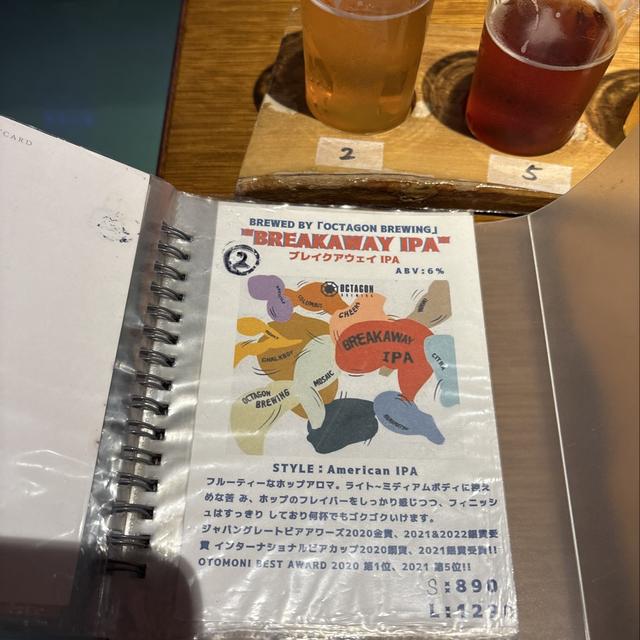 CARD
2
5
BREWED BY「OCTAGON BREWING」
"BREAKAWAY IPA"
ブレイクアウェイ IPA
2
ABV:6%
OCTAGON
BREWING
COLUMBUS
CHEEKY
CHALKBOY
BREAKAWAY
IPA
CITRA
MOSAIC
OCTAGON
BREWING
STYLE:American IPA
フルーティーなホップアロマ。ライト~ミディアムボディに控え
めな苦み、ホップのフレイバーをしっかり感じつつ、フィニッシ
ュはすっきりしており何杯でもゴクゴクいけます。
ジャパングレートビアアワーズ2020金賞、2021&2022銀賞受
賞 インターナショナルビアカップ2020銅賞、2021銀賞受賞!!
OTOMONI BEST AWARD 2020 第1位、2021 第5位!!
S:890
L:12